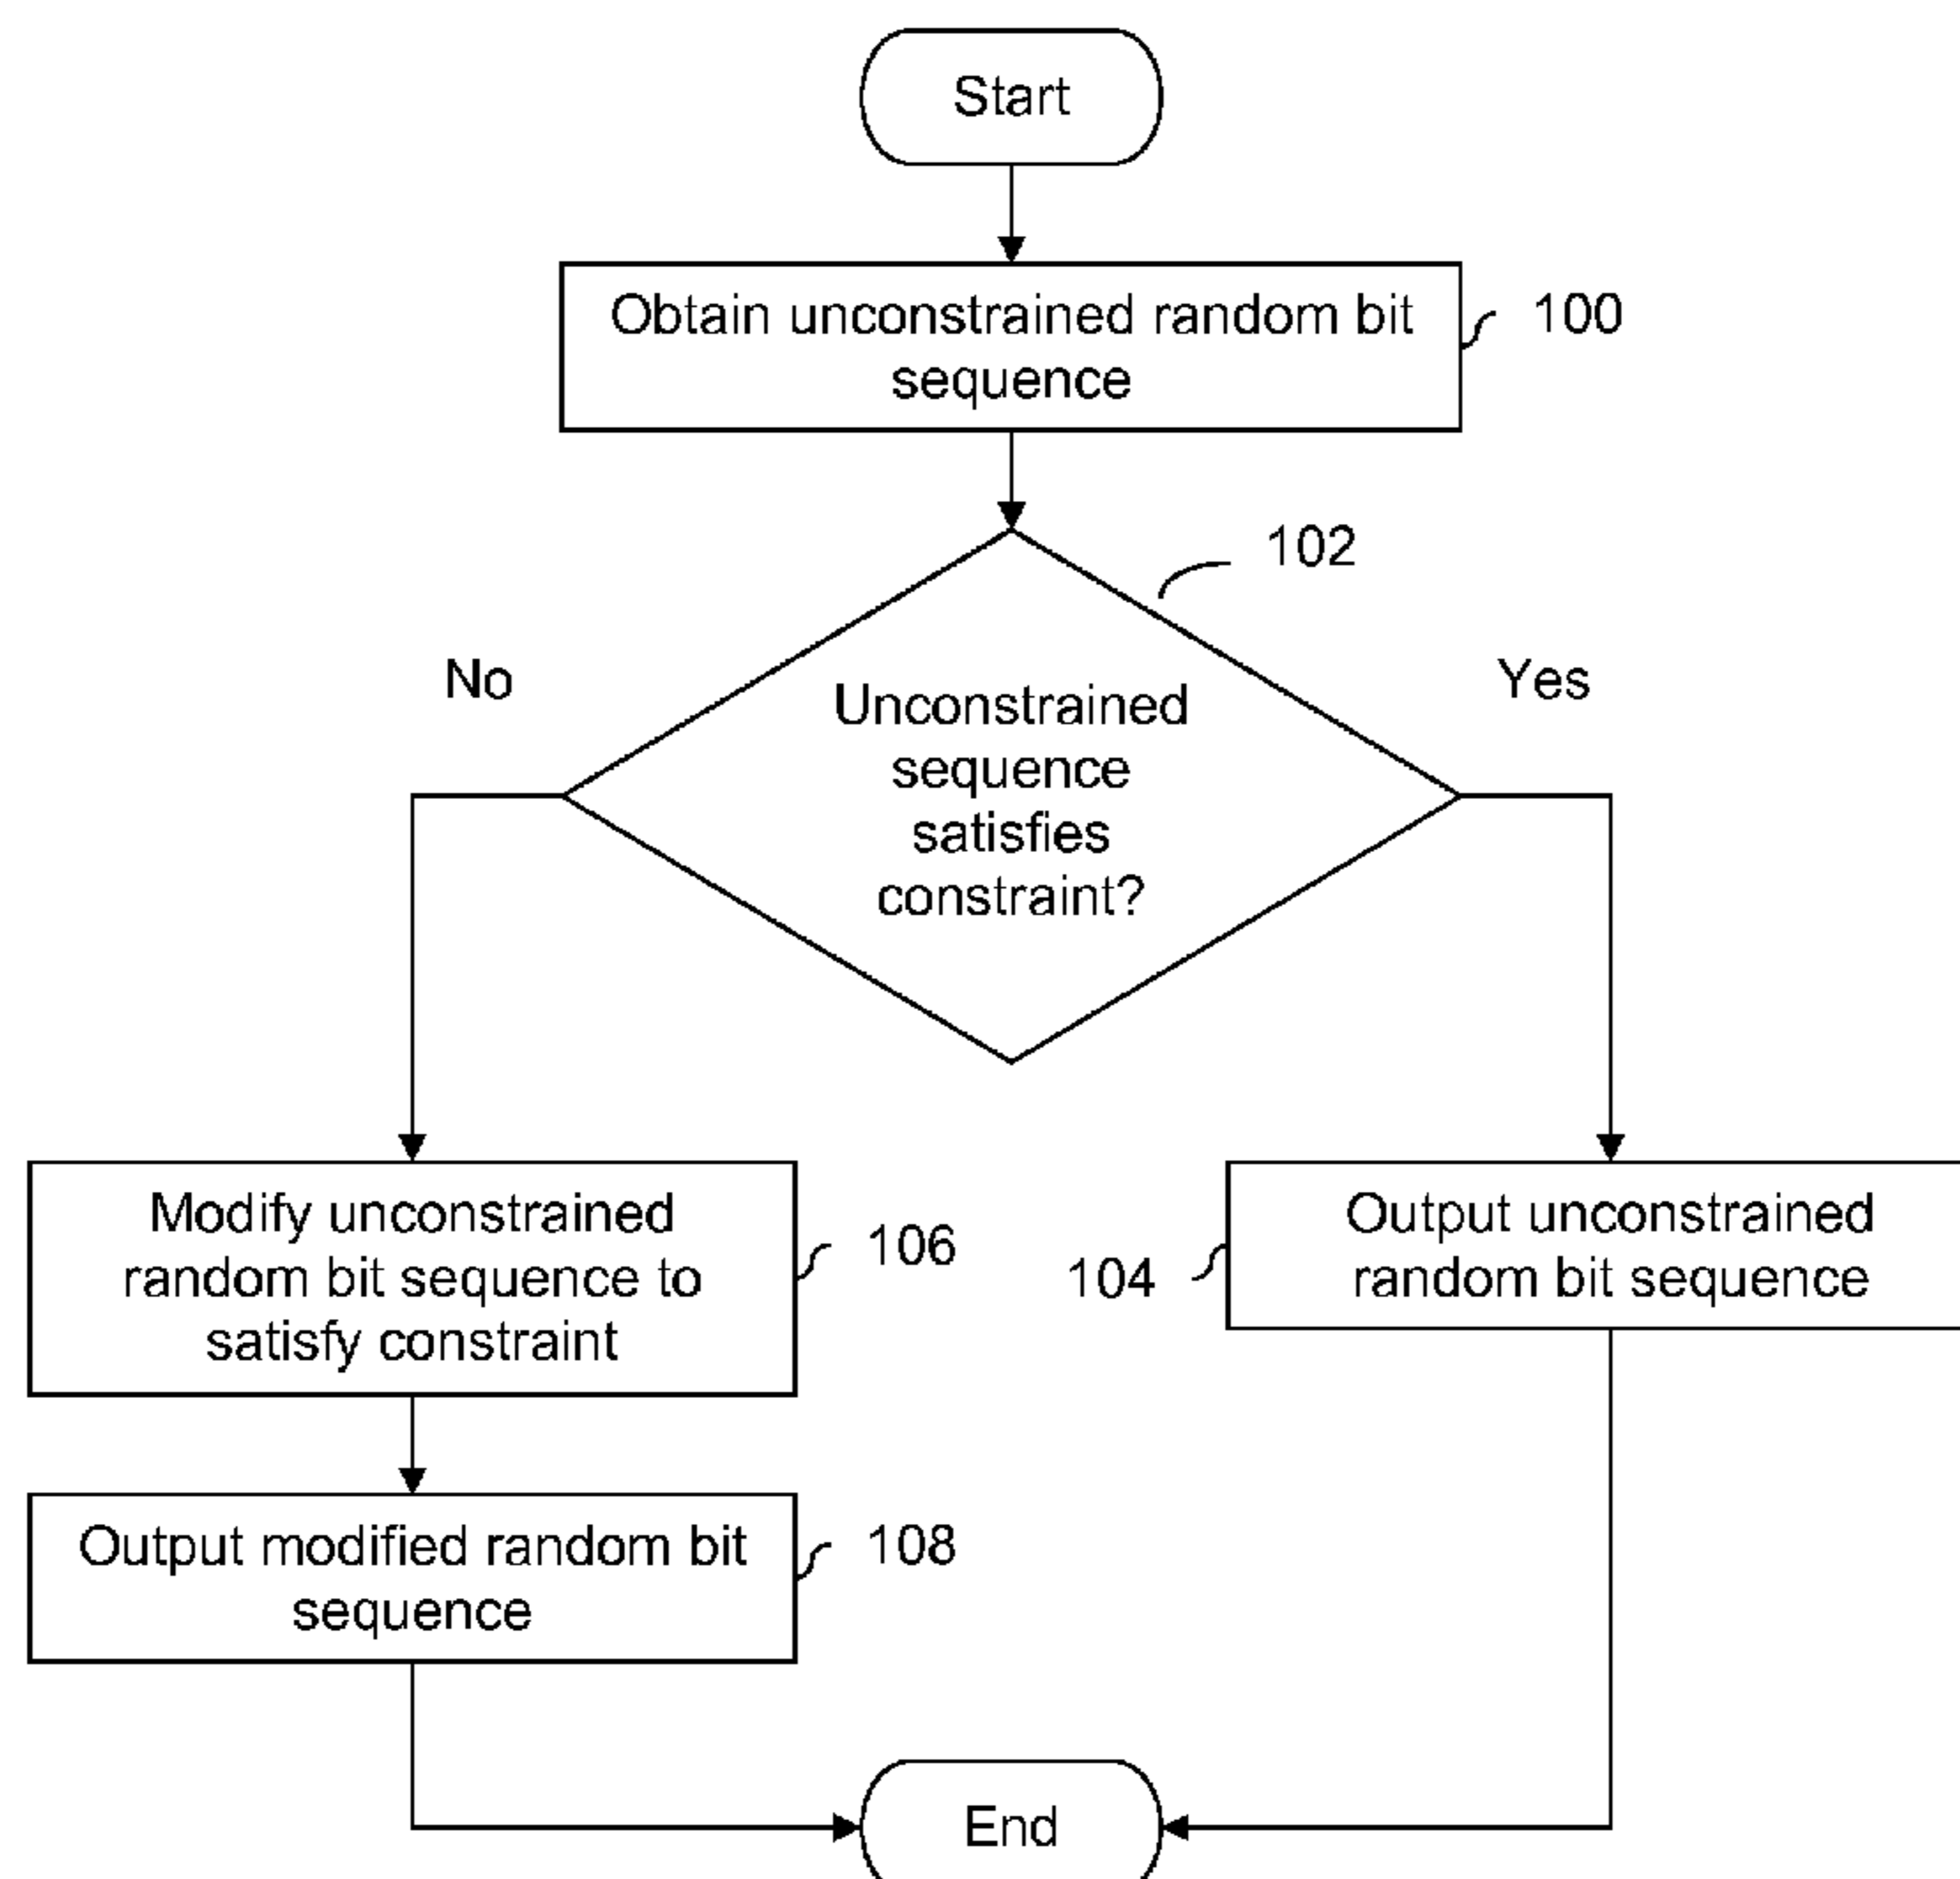 Start
Obtain unconstrained random bit
sequence
100
102
No
Yes
Unconstrained
sequence
satisfies
constraint?
Modify unconstrained
random bit sequence to
satisfy constraint
106
104
Output unconstrained
random bit sequence
Output modified random bit
sequence
108
End